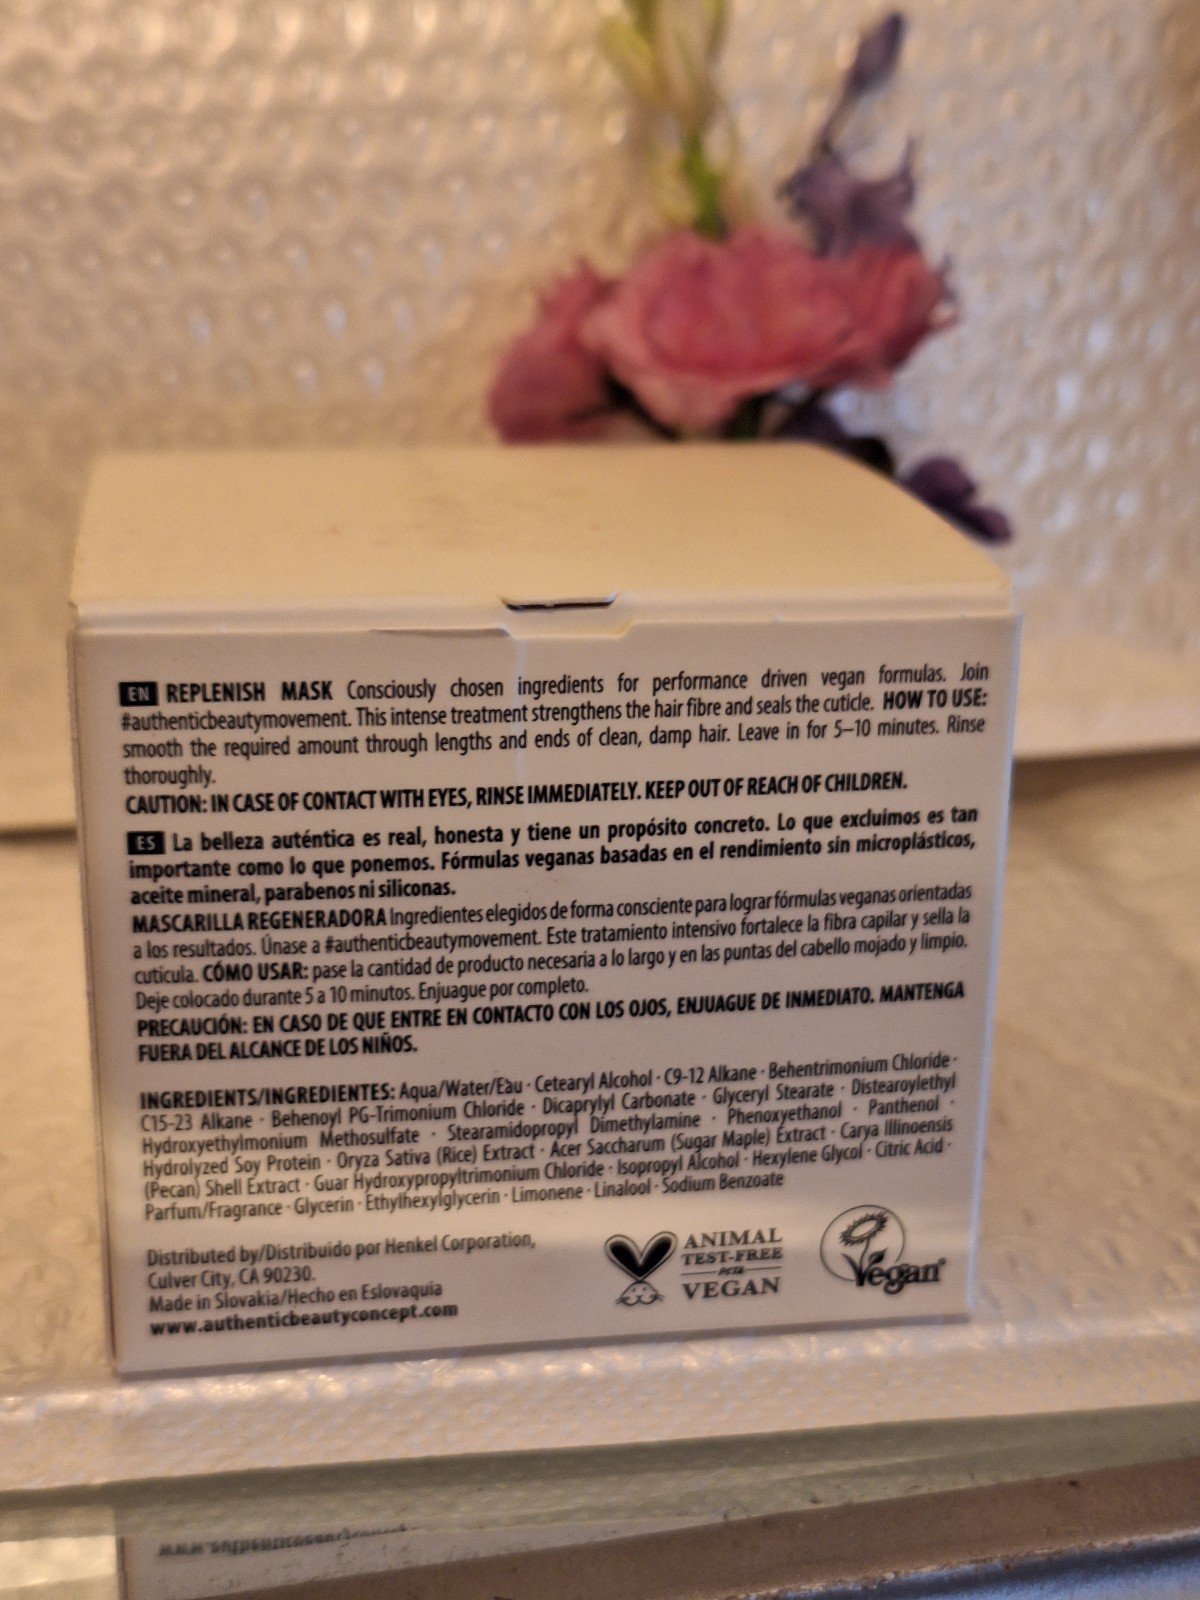 EN REPLENISH MASK Consciously chosen ingredients for performance driven vegan formulas. Join
#authenticbeautymovement. This intense treatment strengthens the hair fibre and seals the cuticle. HOW TO USE:
smooth the required amount through lengths and ends of clean, damp hair. Leave in for 5–10 minutes. Rinse
thoroughly.
CAUTION: IN CASE OF CONTACT WITH EYES, RINSE IMMEDIATELY. KEEP OUT OF REACH OF CHILDREN.
ES La belleza auténtica es real, honesta y tiene un propósito concreto. Lo que excluimos es tan
importante como lo que ponemos. Fórmulas veganas basadas en el rendimiento sin microplásticos,
aceite mineral, parabenos ni siliconas.
MASCARILLA REGENERADORA Ingredientes elegidos de forma consciente para lograr fórmulas veganas orientadas
a los resultados. Únase a #authenticbeautymovement. Este tratamiento intensivo fortalece la fibra capilar y sella la
cutícula. CÓMO USAR: pase la cantidad de producto necesaria a lo largo y en las puntas del cabello mojado y limpio.
Deje colocado durante 5 a 10 minutos. Enjuague por completo.
PRECAUCIÓN: EN CASO DE QUE ENTRE EN CONTACTO CON LOS OJOS, ENJUAGUE DE INMEDIATO. MANTENGA
FUERA DEL ALCANCE DE LOS NIÑOS.
INGREDIENTS/INGREDIENTES: Aqua/Water/Eau · Cetearyl Alcohol · C9-12 Alkane · Behentrimonium Chloride ·
C15-23 Alkane · Behenoyl PG-Trimonium Chloride · Dicaprylyl Carbonate · Glyceryl Stearate · Distearoylethyl
Hydroxyethylmonium Methosulfate · Stearamidopropyl Dimethylamine · Phenoxyethanol · Panthenol ·
Hydrolyzed Soy Protein · Oryza Sativa (Rice) Extract · Acer Saccharum (Sugar Maple) Extract · Carya Illinoensis
(Pecan) Shell Extract · Guar Hydroxypropyltrimonium Chloride · Isopropyl Alcohol · Hexylene Glycol · Citric Acid ·
Parfum/Fragrance · Glycerin · Ethylhexylglycerin · Limonene · Linalool · Sodium Benzoate
Distributed by/Distribuido por Henkel Corporation,
Culver City, CA 90230.
Made in Slovakia/Hecho en Eslovaquia
www.authenticbeautyconcept.com
ANIMAL
TEST-FREE
PETA
VEGAN
Vegan